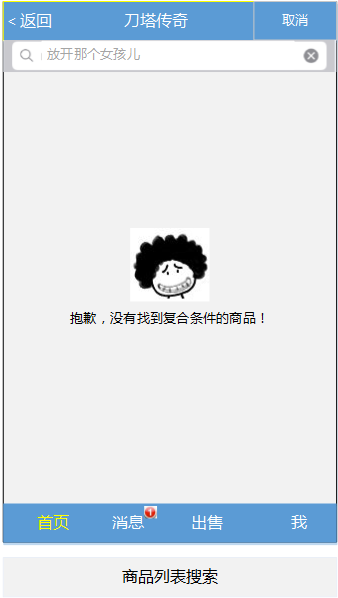 < 返回 刀塔传奇 取消
放开那个女孩儿
抱歉，没有找到复合条件的商品！
首页 消息 1 出售 我
商品列表搜索